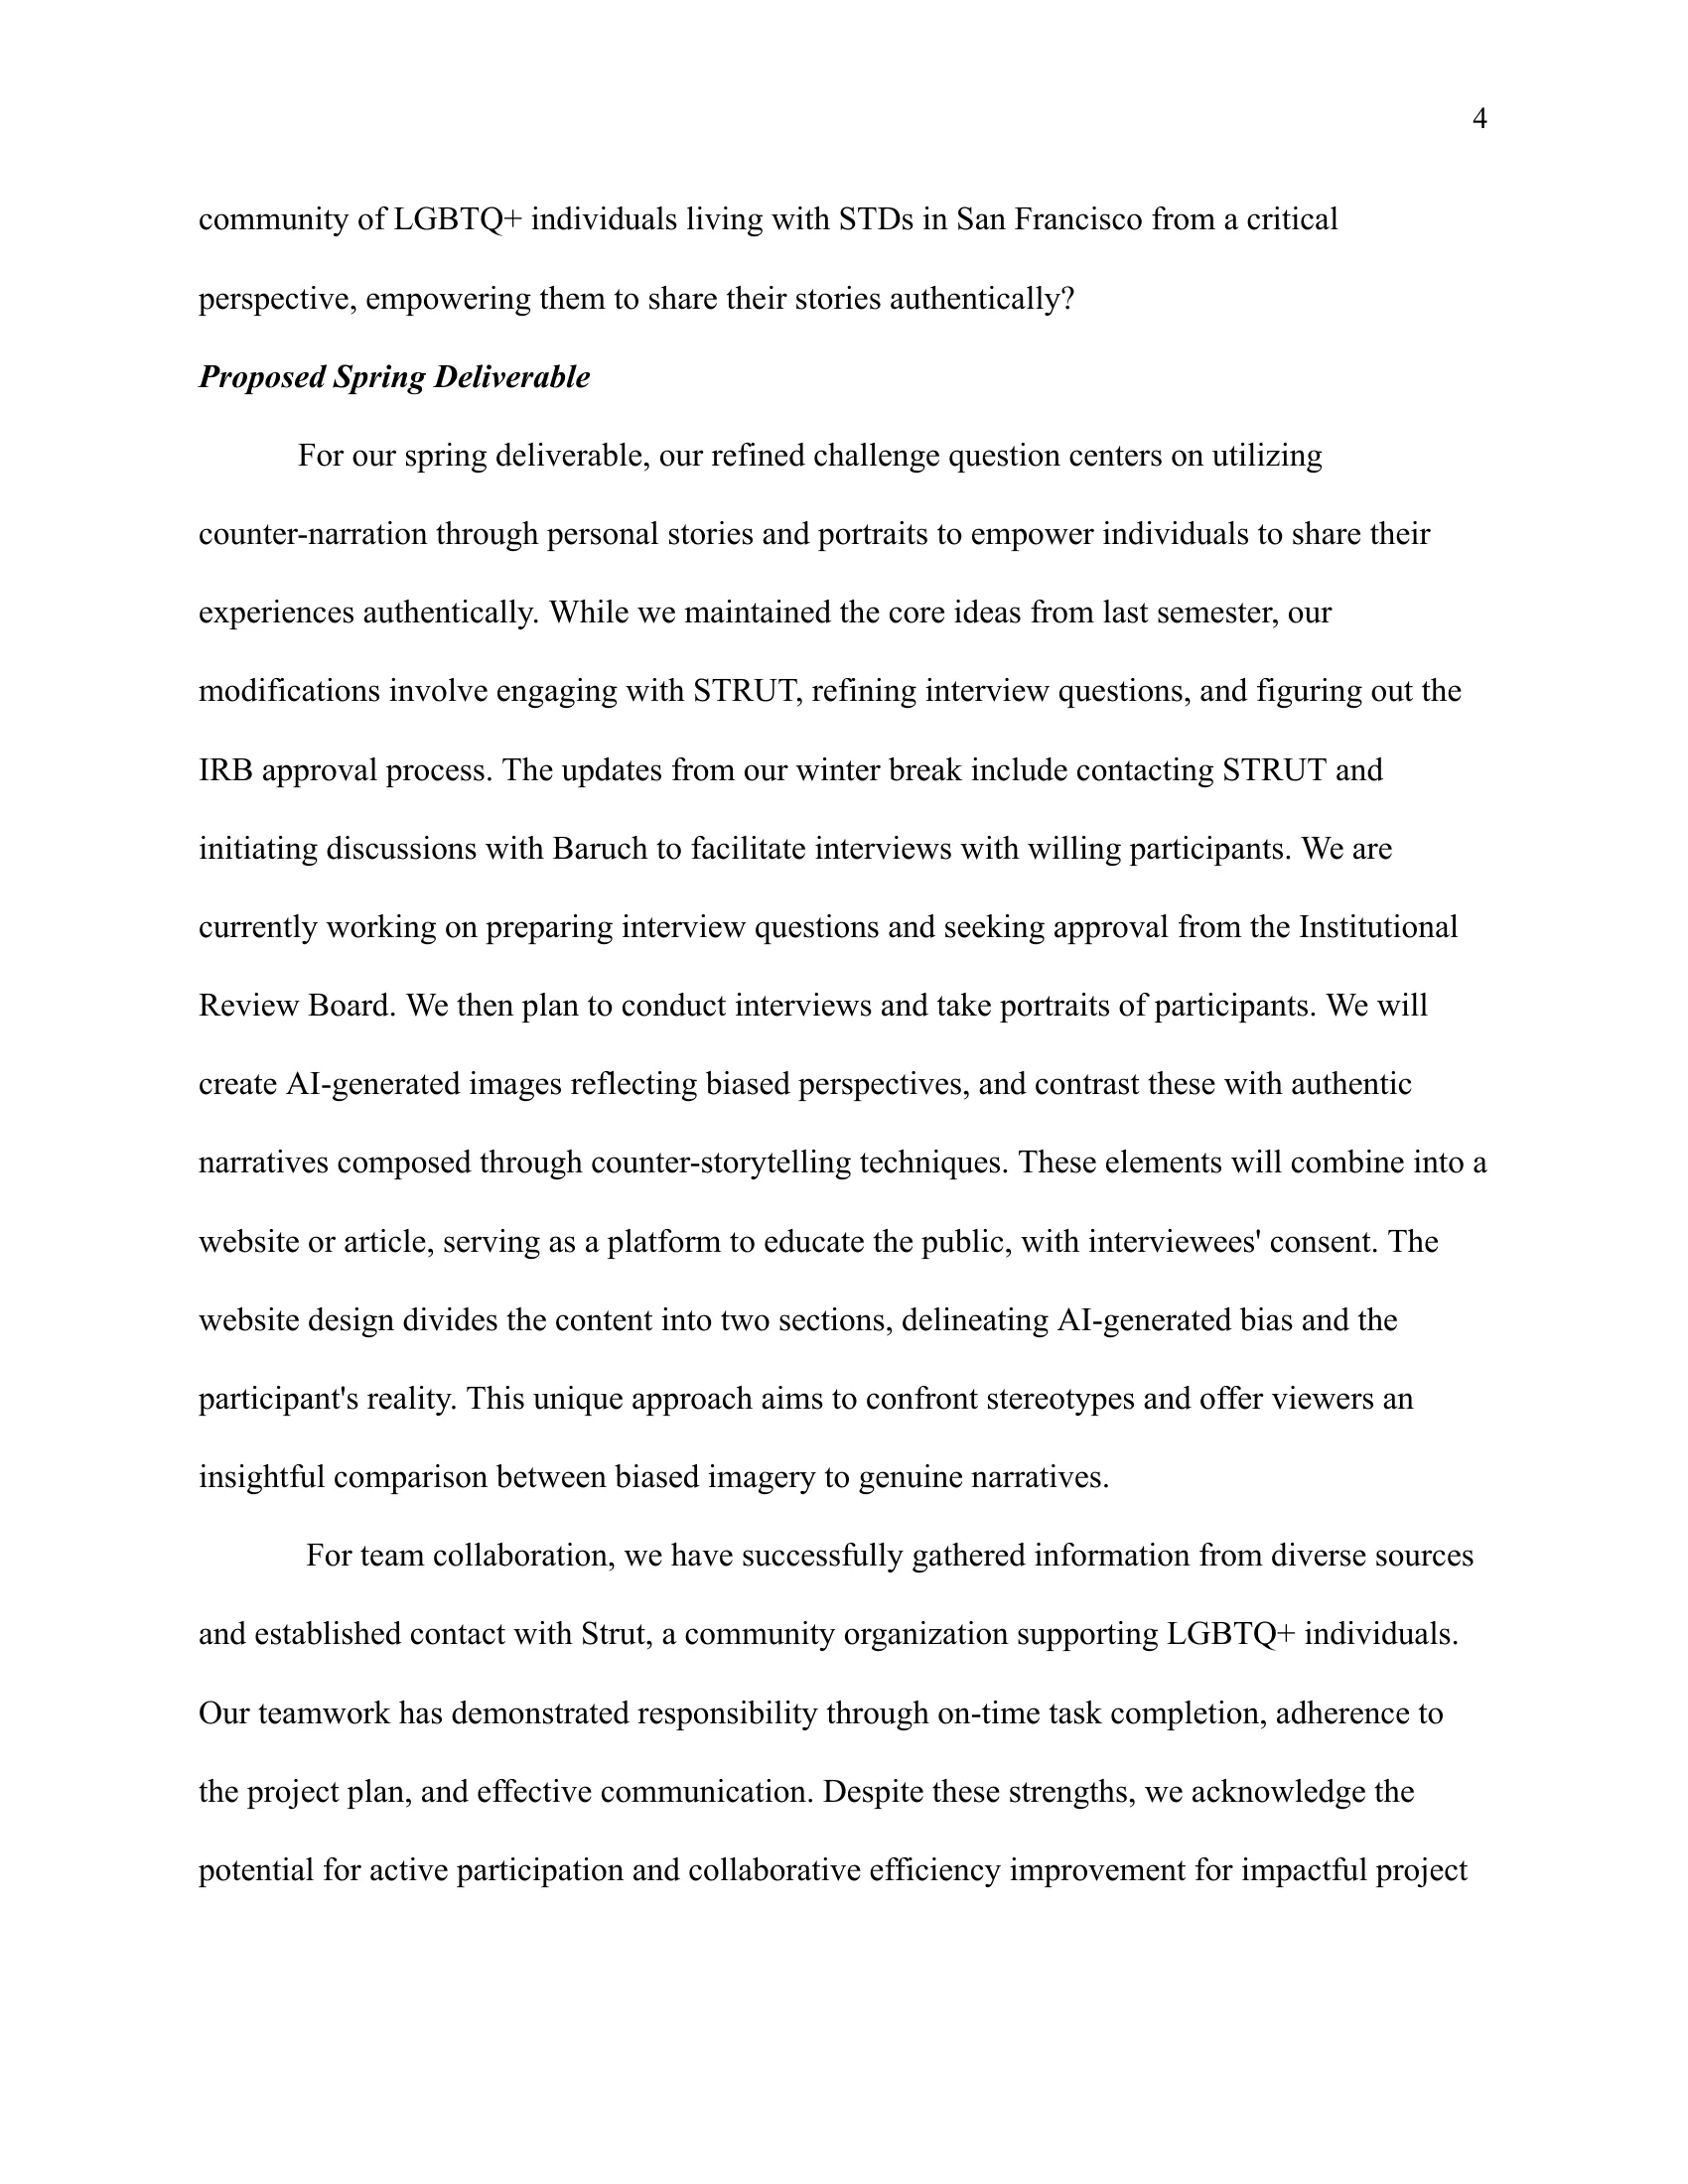 4
community of LGBTQ+ individuals living with STDs in San Francisco from a critical
perspective, empowering them to share their stories authentically?
Proposed Spring Deliverable
For our spring deliverable, our refined challenge question centers on utilizing
counter-narration through personal stories and portraits to empower individuals to share their
experiences authentically. While we maintained the core ideas from last semester, our
modifications involve engaging with STRUT, refining interview questions, and figuring out the
IRB approval process. The updates from our winter break include contacting STRUT and
initiating discussions with Baruch to facilitate interviews with willing participants. We are
currently working on preparing interview questions and seeking approval from the Institutional
Review Board. We then plan to conduct interviews and take portraits of participants. We will
create AI-generated images reflecting biased perspectives, and contrast these with authentic
narratives composed through counter-storytelling techniques. These elements will combine into a
website or article, serving as a platform to educate the public, with interviewees' consent. The
website design divides the content into two sections, delineating AI-generated bias and the
participant's reality. This unique approach aims to confront stereotypes and offer viewers an
insightful comparison between biased imagery to genuine narratives.
For team collaboration, we have successfully gathered information from diverse sources
and established contact with Strut, a community organization supporting LGBTQ+ individuals.
Our teamwork has demonstrated responsibility through on-time task completion, adherence to
the project plan, and effective communication. Despite these strengths, we acknowledge the
potential for active participation and collaborative efficiency improvement for impactful project